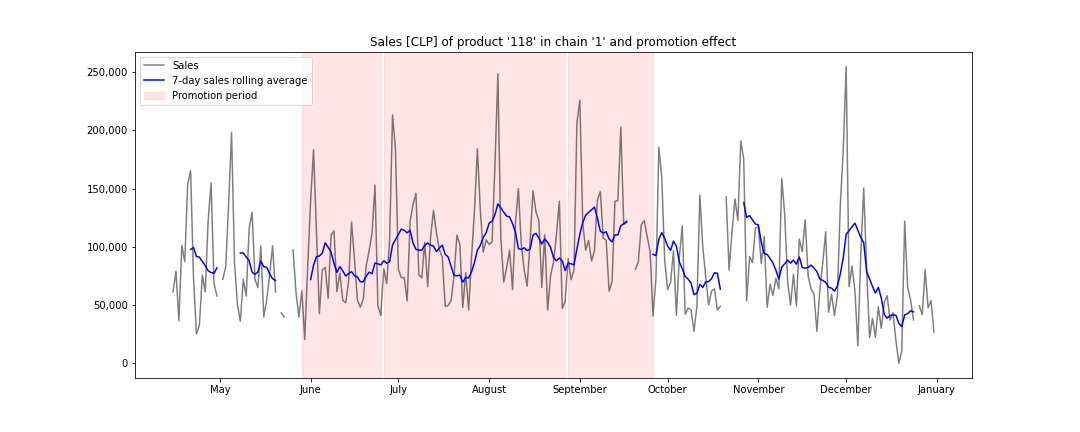 Sales [CLP] of product '118' in chain '1' and promotion effect
Sales
7-day sales rolling average
Promotion period
250,000
200,000
150,000
100,000
50,000
0
May June July August September October November December January